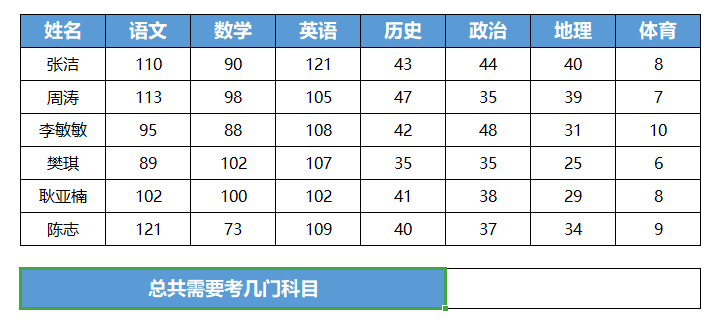 姓名 语文 数学 英语 历史 政治 地理 体育
张洁 110 90 121 43 44 40 8
周涛 113 98 105 47 35 39 7
李敏敏 95 88 108 42 48 31 10
樊琪 89 102 107 35 35 25 6
耿亚楠 102 100 102 41 38 29 8
陈志 121 73 109 40 37 34 9
总共需要考几门科目